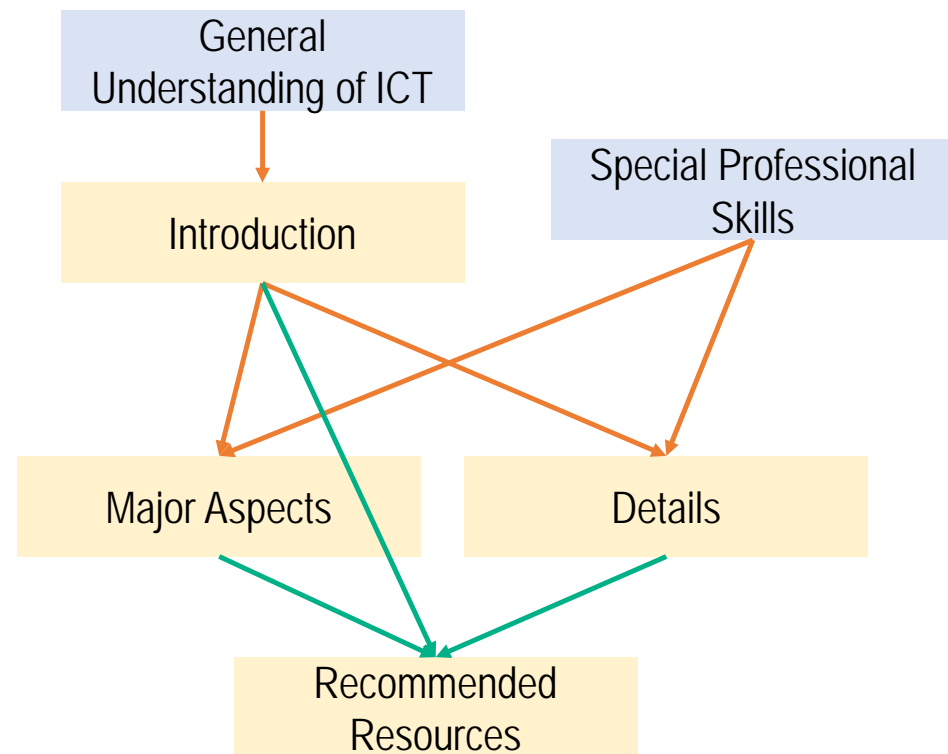 General
Understanding of ICT
Special Professional
Skills
Introduction
Major Aspects
Details
Recommended
Resources